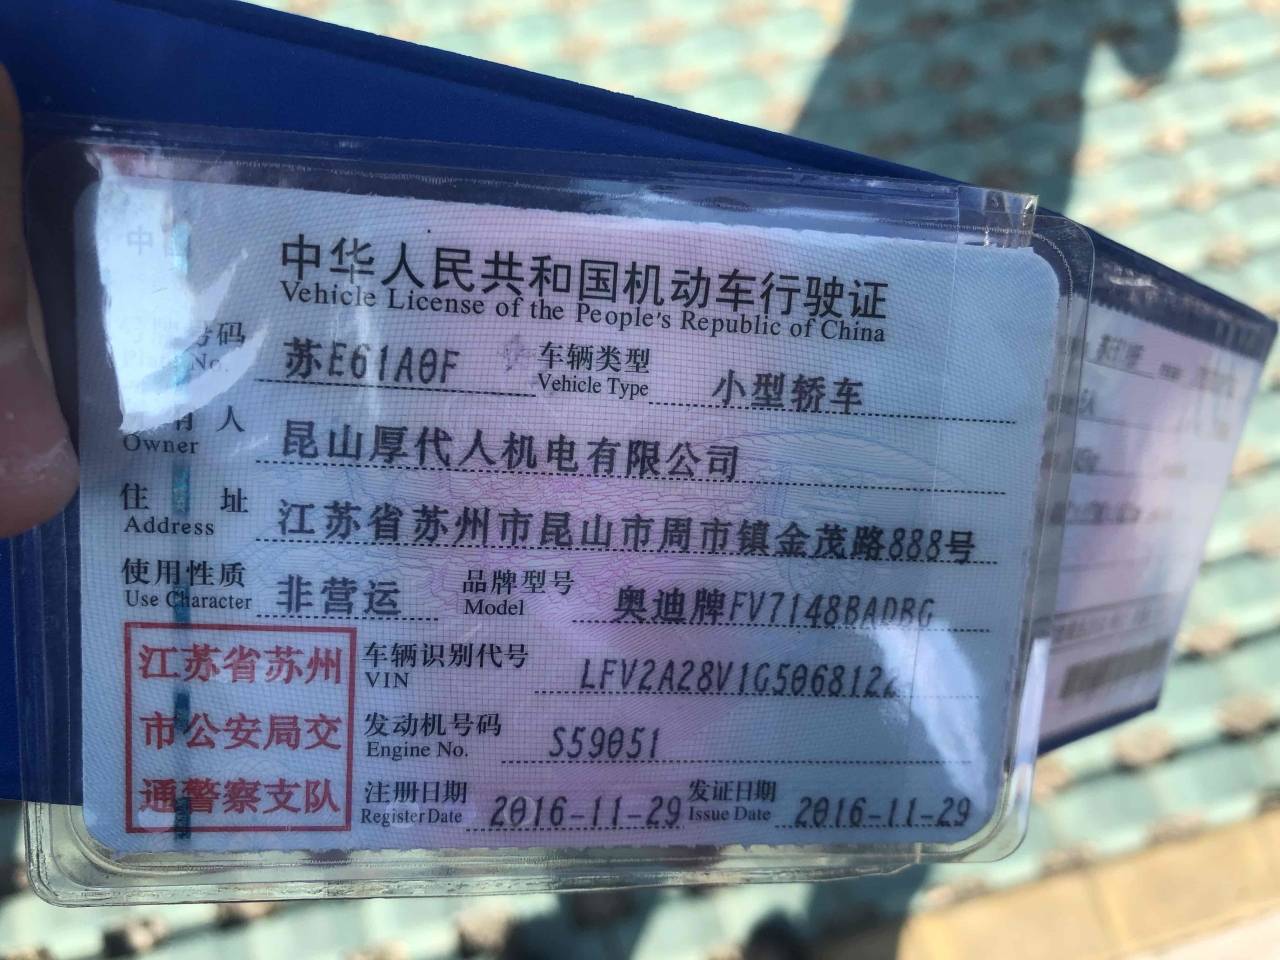 中华人民共和国机动车行驶证
Vehicle License of the People's Republic of China
号码 苏E61A0F 车辆类型 小型轿车
No. Vehicle Type
有人 昆山厚代人机电有限公司
Owner
住址 江苏省苏州市昆山市周市镇金茂路888号
Address
使用性质 非营运 品牌型号 奥迪牌FV7148BADBG
Use Character Model
江苏省苏州
市公安局交
通警察支队
车辆识别代号 LFV2A28V1G5068122
VIN
发动机号码 S59051
Engine No.
注册日期 2016-11-29 发证日期 2016-11-29
Register Date Issue Date